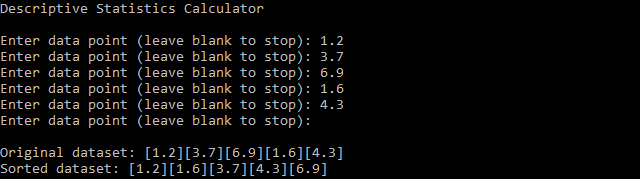 Descriptive Statistics Calculator
Enter data point (leave blank to stop): 1.2
Enter data point (leave blank to stop): 3.7
Enter data point (leave blank to stop): 6.9
Enter data point (leave blank to stop): 1.6
Enter data point (leave blank to stop): 4.3
Enter data point (leave blank to stop):
Original dataset: [1.2][3.7][6.9][1.6][4.3]
Sorted dataset: [1.2][1.6][3.7][4.3][6.9]